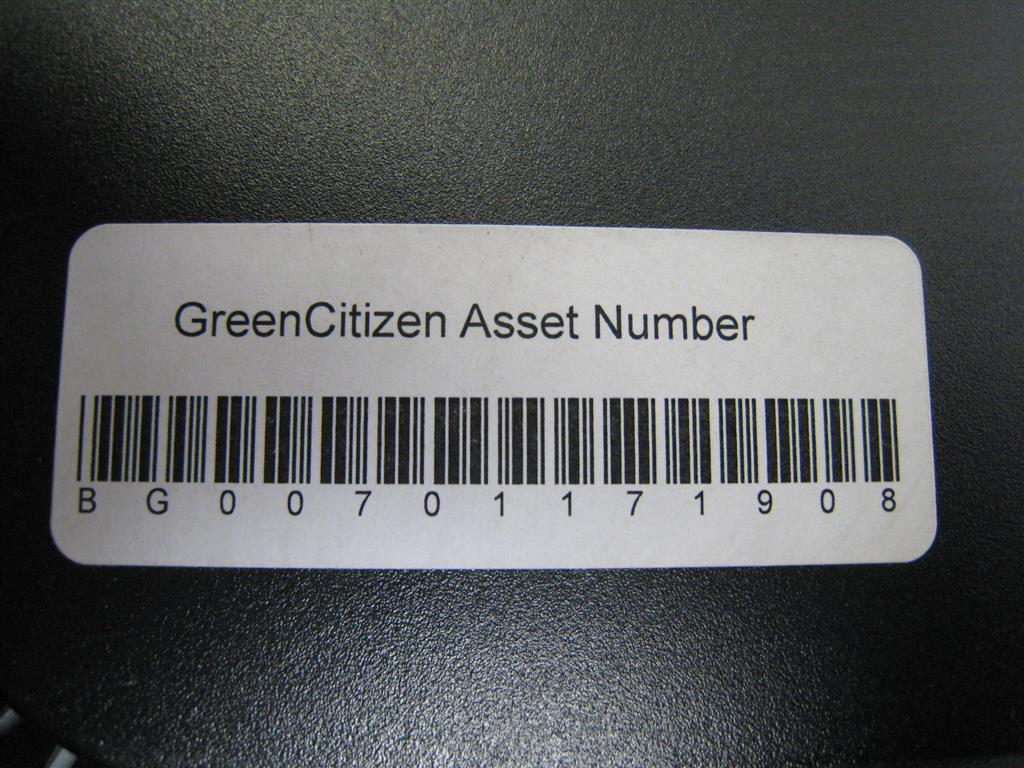 GreenCitizen Asset Number
B G 0 0 7 0 1 1 7 1 9 0 8